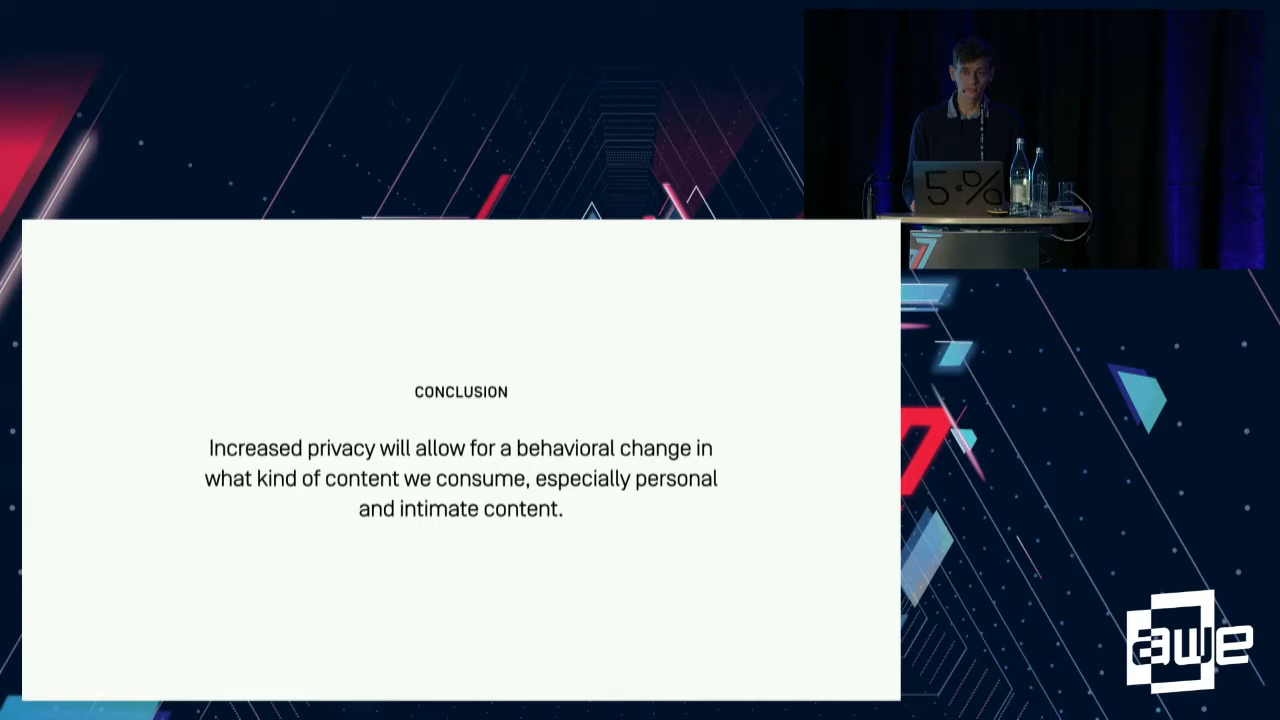 5%
CONCLUSION
Increased privacy will allow for a behavioral change in
what kind of content we consume, especially personal
and intimate content.
awe